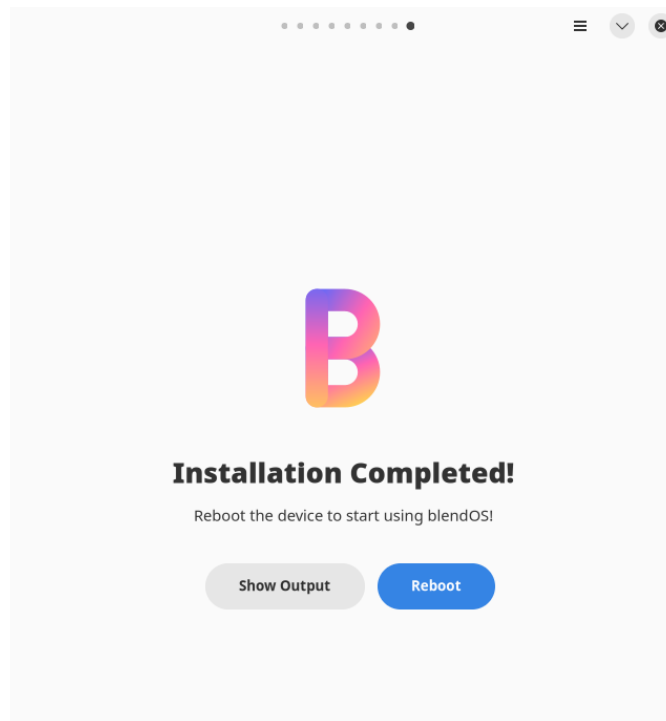 B
Installation Completed!
Reboot the device to start using blendOS!
Show Output
Reboot